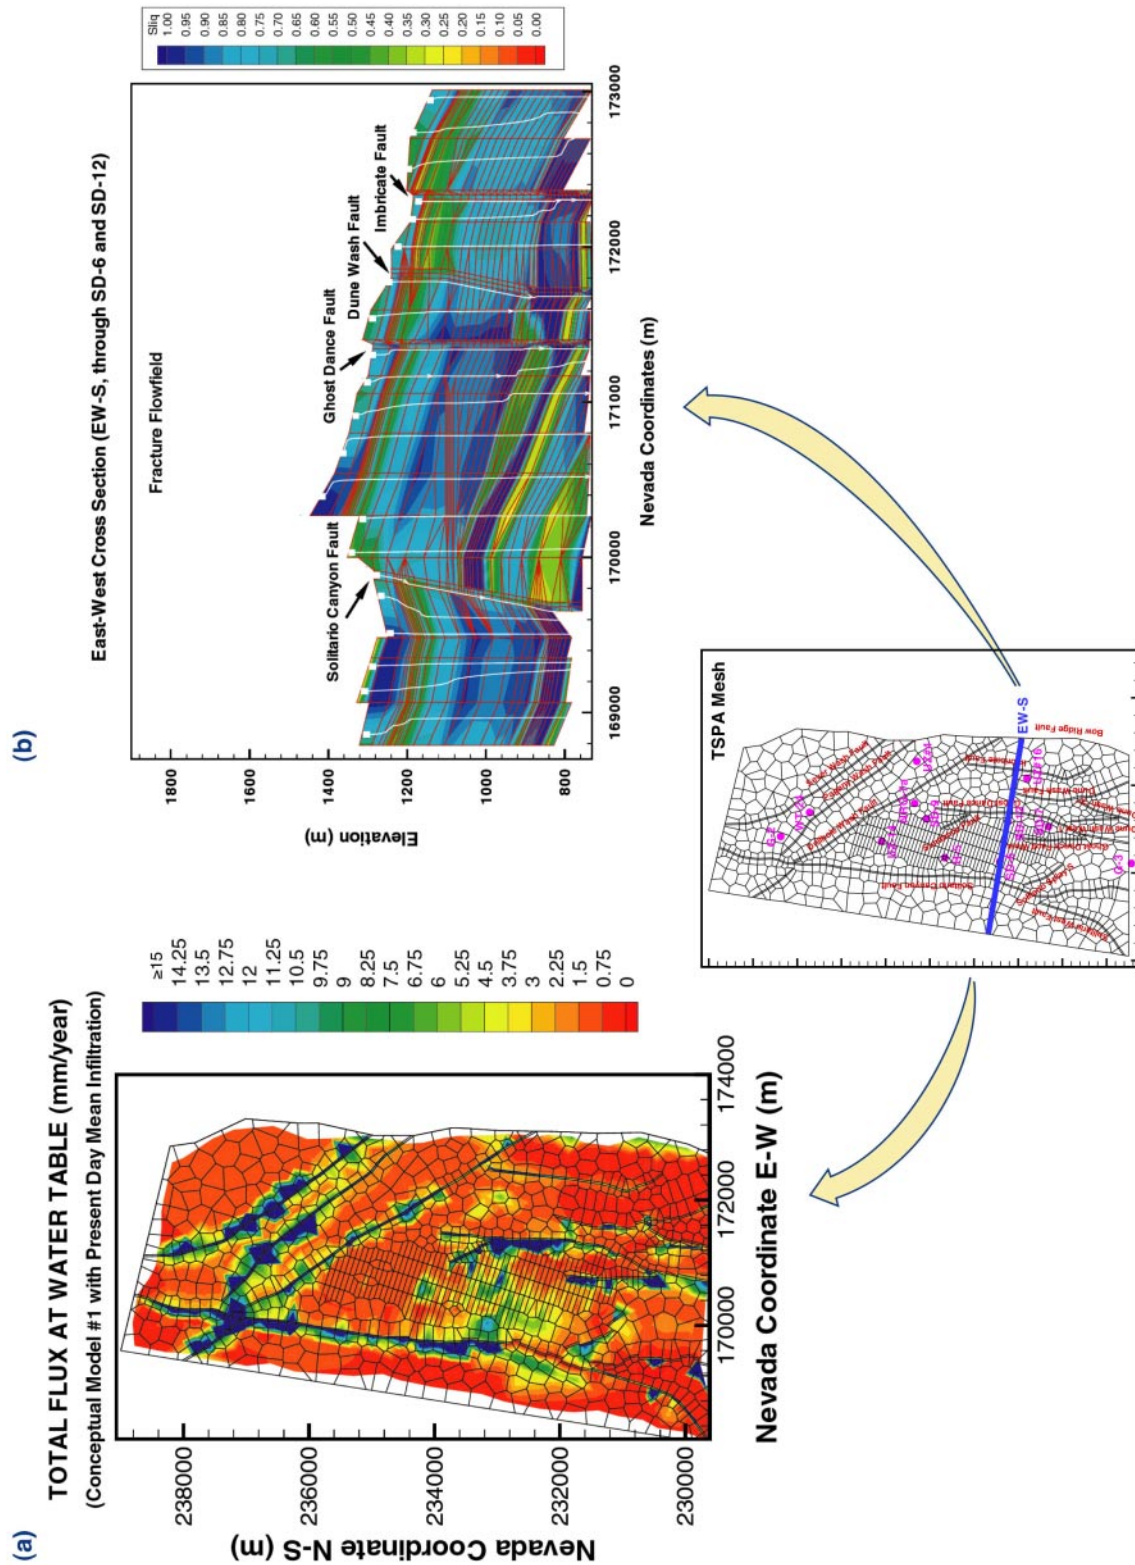 (a)
TOTAL FLUX AT WATER TABLE (mm/year)
(Conceptual Model #1 with Present Day Mean Infiltration)
Nevada Coordinate N-S (m)
238000
236000
234000
232000
230000
170000
172000
174000
Nevada Coordinate E-W (m)
≥15
14.25
13.5
12.75
12
11.25
10.5
9.75
9
8.25
7.5
6.75
6
5.25
4.5
3.75
3
2.25
1.5
0.75
0
(b)
East-West Cross Section (EW-S, through SD-6 and SD-12)
Fracture Flowfield
Elevation (m)
1800
1600
1400
1200
1000
800
Solitario Canyon Fault
Ghost Dance Fault
Dune Wash Fault
Imbricate Fault
169000
170000
171000
172000
173000
Nevada Coordinates (m)
Sliq
1.00
0.95
0.90
0.85
0.80
0.75
0.70
0.65
0.60
0.55
0.50
0.45
0.40
0.35
0.30
0.25
0.20
0.15
0.10
0.05
0.00
TSPA Mesh
G-2
Solitario Canyon Fault
EW-S
Bow Ridge Fault
G-3